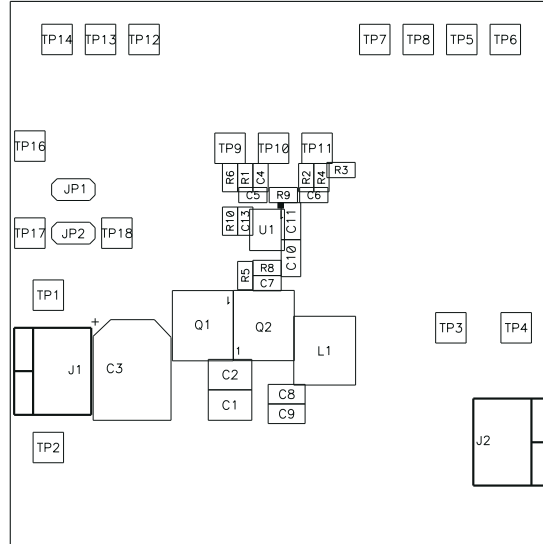 TP14 TP13 TP12 TP7 TP8 TP5 TP6
TP16 TP9 TP10 TP11
R6 R1 C4 R2 R4 R3
JP1 C5 R9 C6
TP17 JP2 TP18 R10 C13 U1 C11
C10
R5 R8
C7
TP1
+ Q1 1 Q2 1 L1 TP3 TP4
J1 C3
C2
C1 C8
C9
TP2 J2